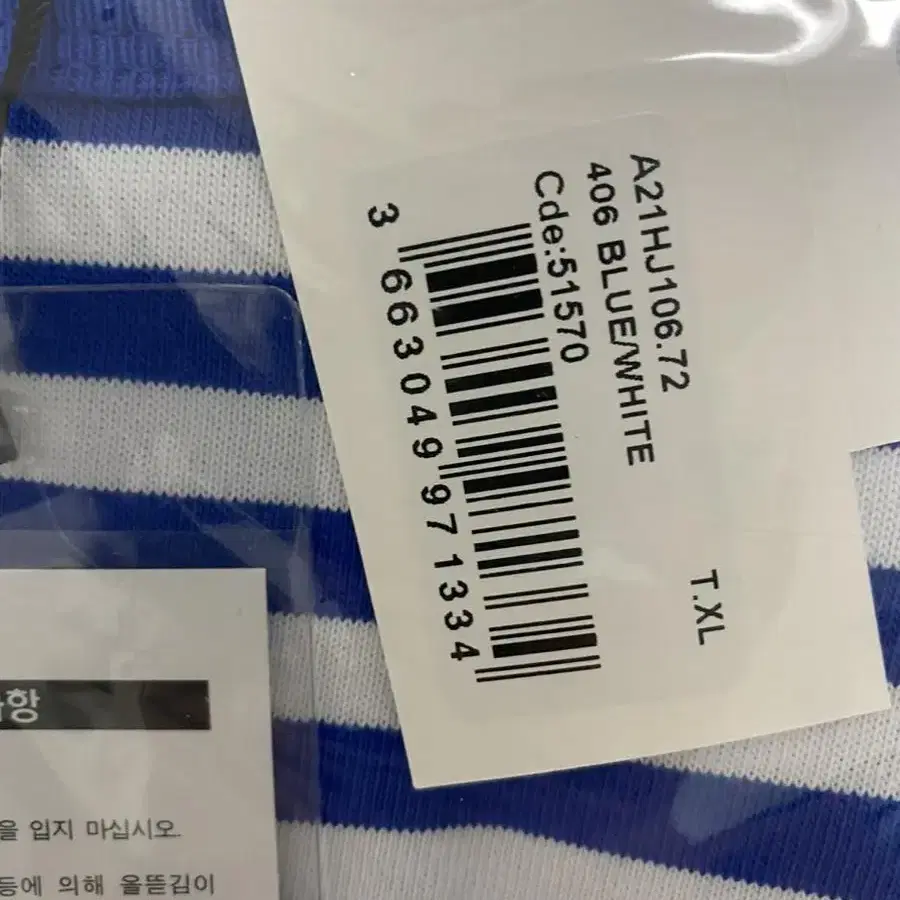 A21HJ106.72
406 BLUE/WHITE
T.XL
Cde:51570
3 663049 971334
항
을 입지 마십시오.
등에 의해 올뜯김이